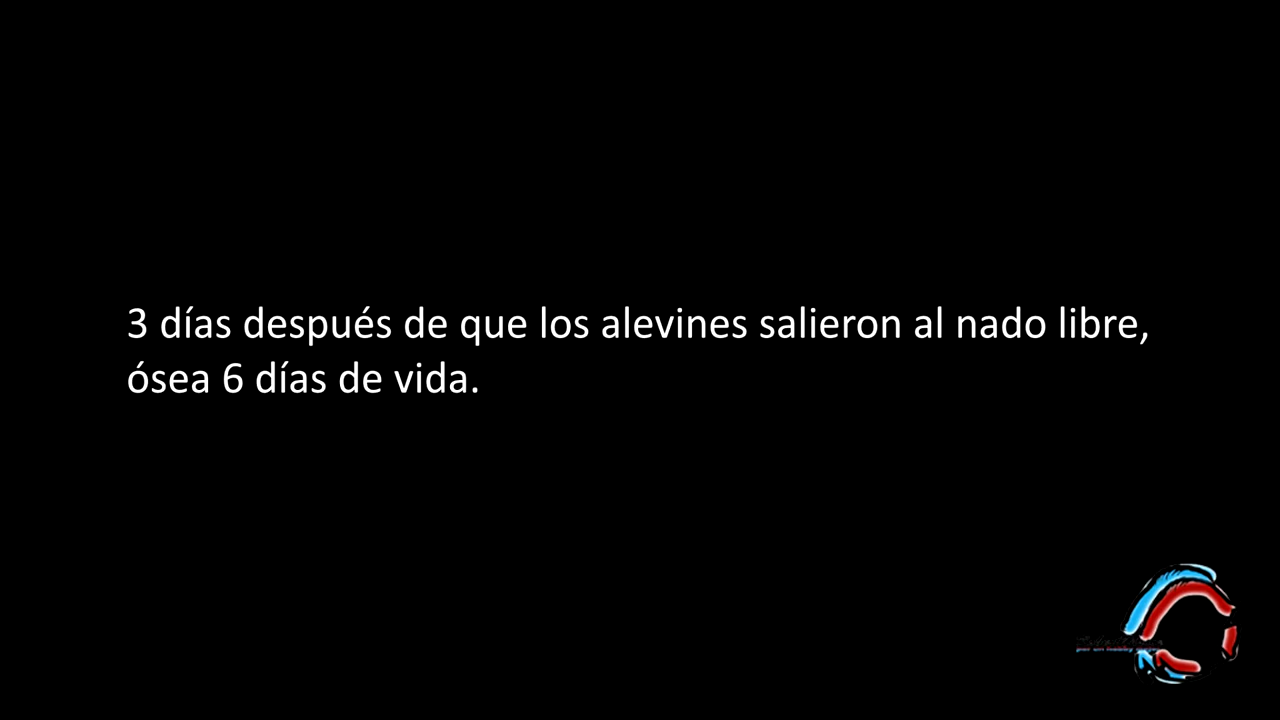 3 días después de que los alevines salieron al nado libre,
ósea 6 días de vida.